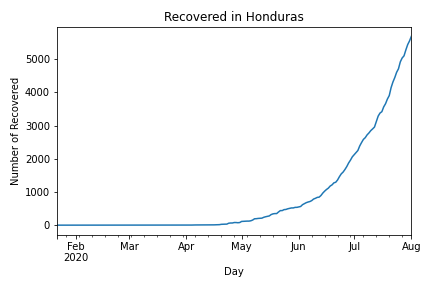 Recovered in Honduras
Number of Recovered
5000
4000
3000
2000
1000
0
Feb
2020
Mar
Apr
May
Jun
Jul
Aug
Day